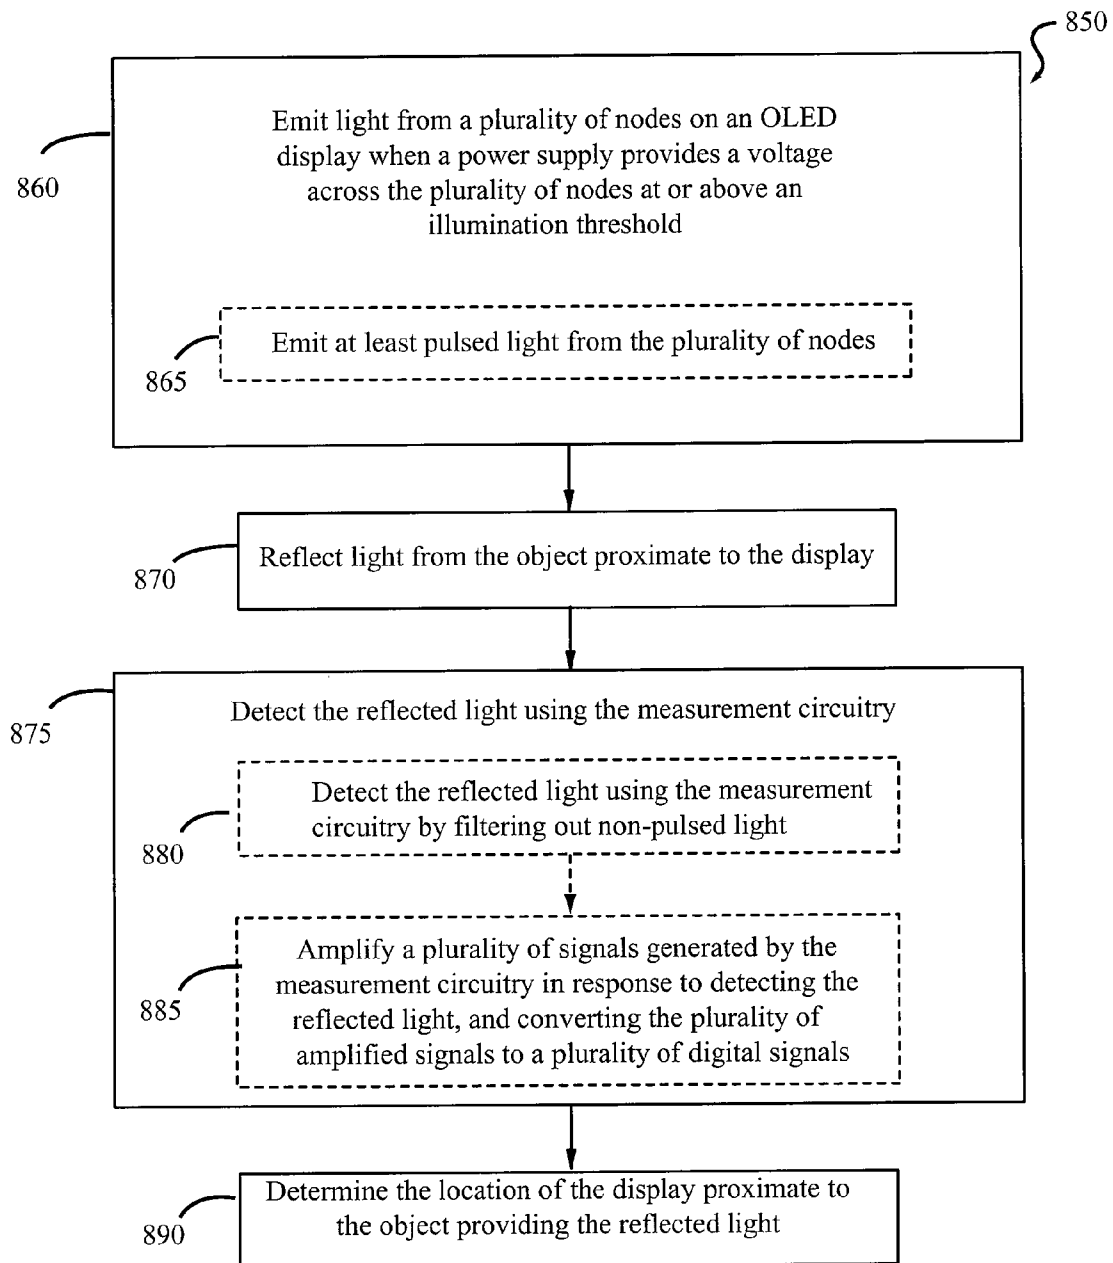 850
Emit light from a plurality of nodes on an OLED
display when a power supply provides a voltage
across the plurality of nodes at or above an
illumination threshold
860
Emit at least pulsed light from the plurality of nodes
865
Reflect light from the object proximate to the display
870
Detect the reflected light using the measurement circuitry
875
Detect the reflected light using the measurement
circuitry by filtering out non-pulsed light
880
Amplify a plurality of signals generated by the
measurement circuitry in response to detecting the
reflected light, and converting the plurality of
amplified signals to a plurality of digital signals
885
Determine the location of the display proximate to
the object providing the reflected light
890